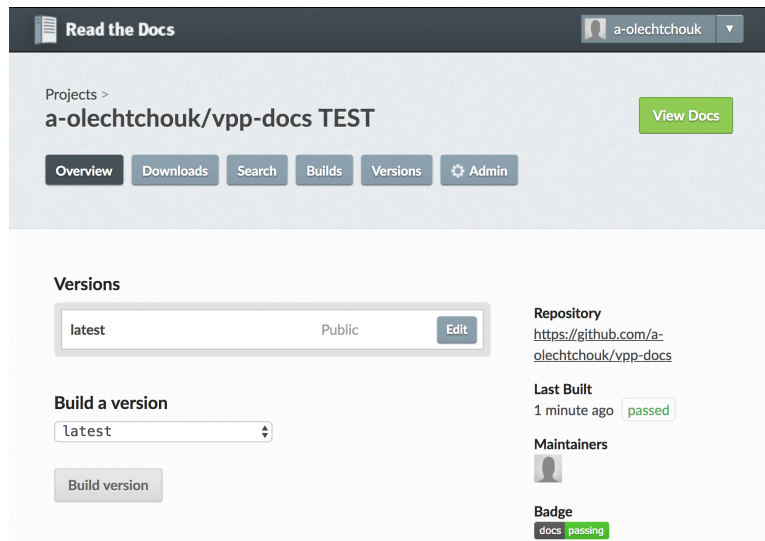 Read the Docs
a-olechtchouk
Projects >
a-olechtchouk/vpp-docs TEST
View Docs
Overview
Downloads
Search
Builds
Versions
Admin
Versions
latest
Public
Edit
Build a version
latest
Build version
Repository
https://github.com/a-
olechtchouk/vpp-docs
Last Built
1 minute ago passed
Maintainers
Badge
docs passing